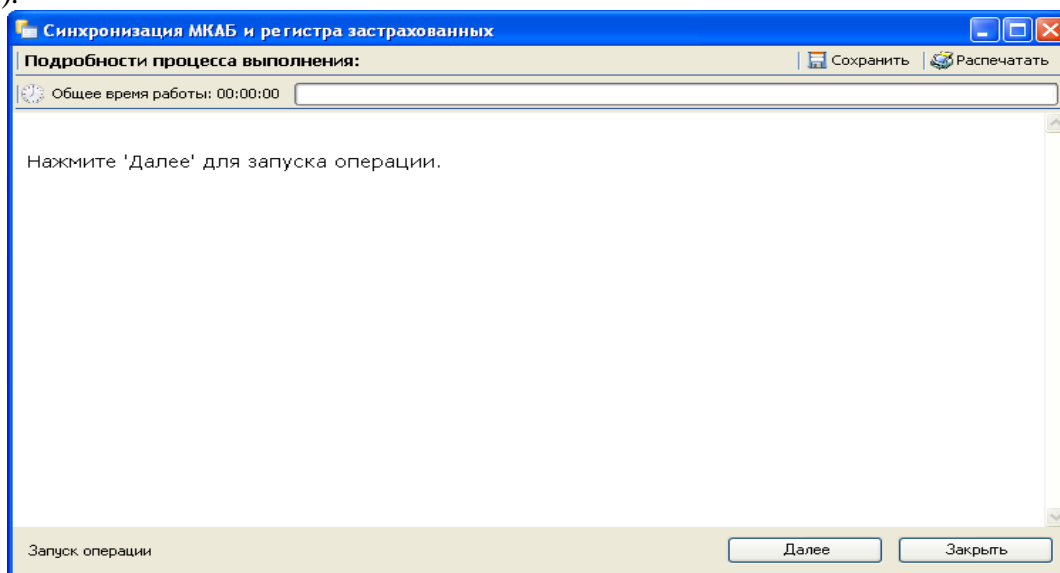 ).
Синхронизация МКАБ и регистра застрахованных
Подробности процесса выполнения: Сохранить Распечатать
Общее время работы: 00:00:00
Нажмите 'Далее' для запуска операции.
Запуск операции Далее Закрыть